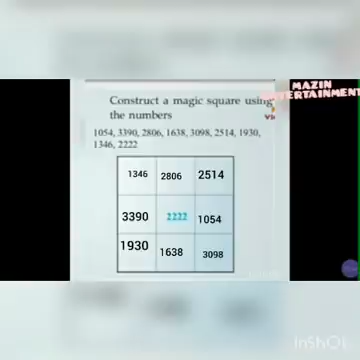 MAZIN
Construct a magic square using
the numbers
1054, 3390, 2806, 1638, 3098, 2514, 1930,
1346, 2222
1346 2806 2514
3390 2222 1054
1930 1638 3098
InShOt